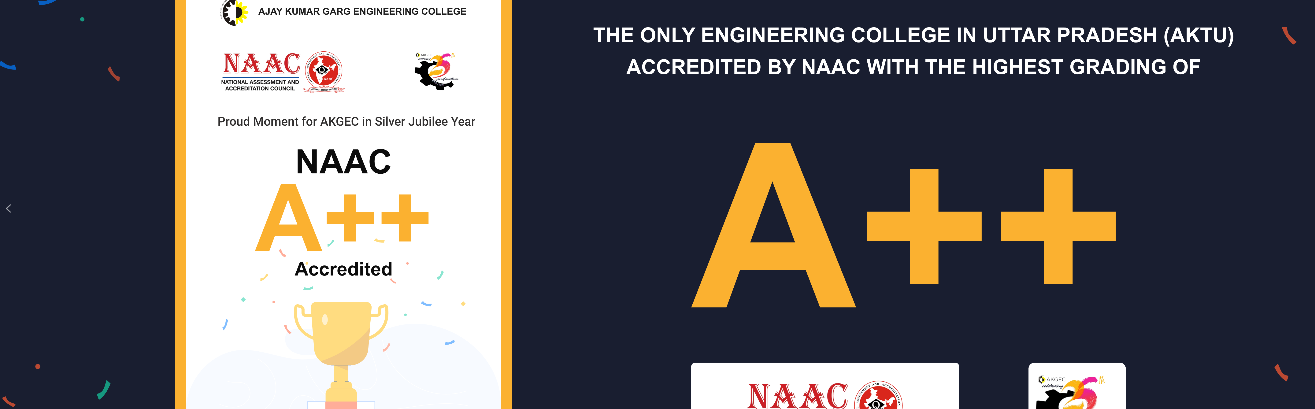 AJAY KUMAR GARG ENGINEERING COLLEGE
NAAC
NATIONAL ASSESSMENT AND
ACCREDITATION COUNCIL
Proud Moment for AKGEC in Silver Jubilee Year
NAAC
A++
Accredited
THE ONLY ENGINEERING COLLEGE IN UTTAR PRADESH (AKTU)
ACCREDITED BY NAAC WITH THE HIGHEST GRADING OF
A++
NAAC
AKGEC